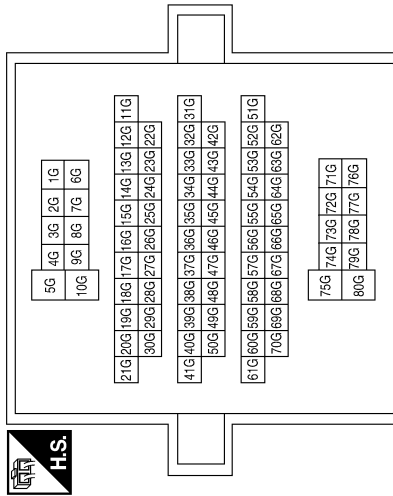 H.S.
5G 4G 3G 2G 1G
10G 9G 8G 7G 6G
21G 20G 19G 18G 17G 16G 15G 14G 13G 12G 11G
30G 29G 28G 27G 26G 25G 24G 23G 22G
41G 40G 39G 38G 37G 36G 35G 34G 33G 32G 31G
50G 49G 48G 47G 46G 45G 44G 43G 42G
61G 60G 59G 58G 57G 56G 55G 54G 53G 52G 51G
70G 69G 68G 67G 66G 65G 64G 63G 62G
75G 74G 73G 72G 71G
80G 79G 78G 77G 76G